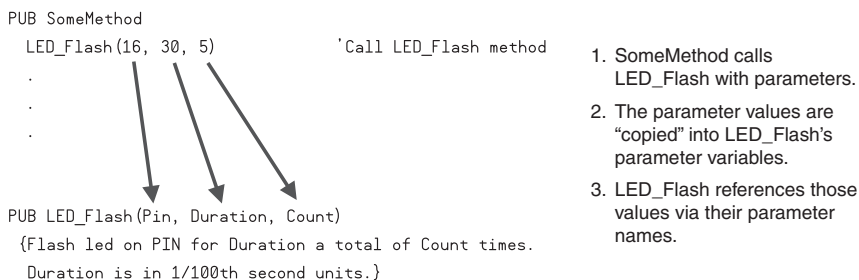 PUB SomeMethod
LED_Flash(16, 30, 5) 'Call LED_Flash method
.
.
.
PUB LED_Flash(Pin, Duration, Count)
{Flash led on PIN for Duration a total of Count times.
Duration is in 1/100th second units.}
1. SomeMethod calls
LED_Flash with parameters.
2. The parameter values are
“copied” into LED_Flash’s
parameter variables.
3. LED_Flash references those
values via their parameter
names.